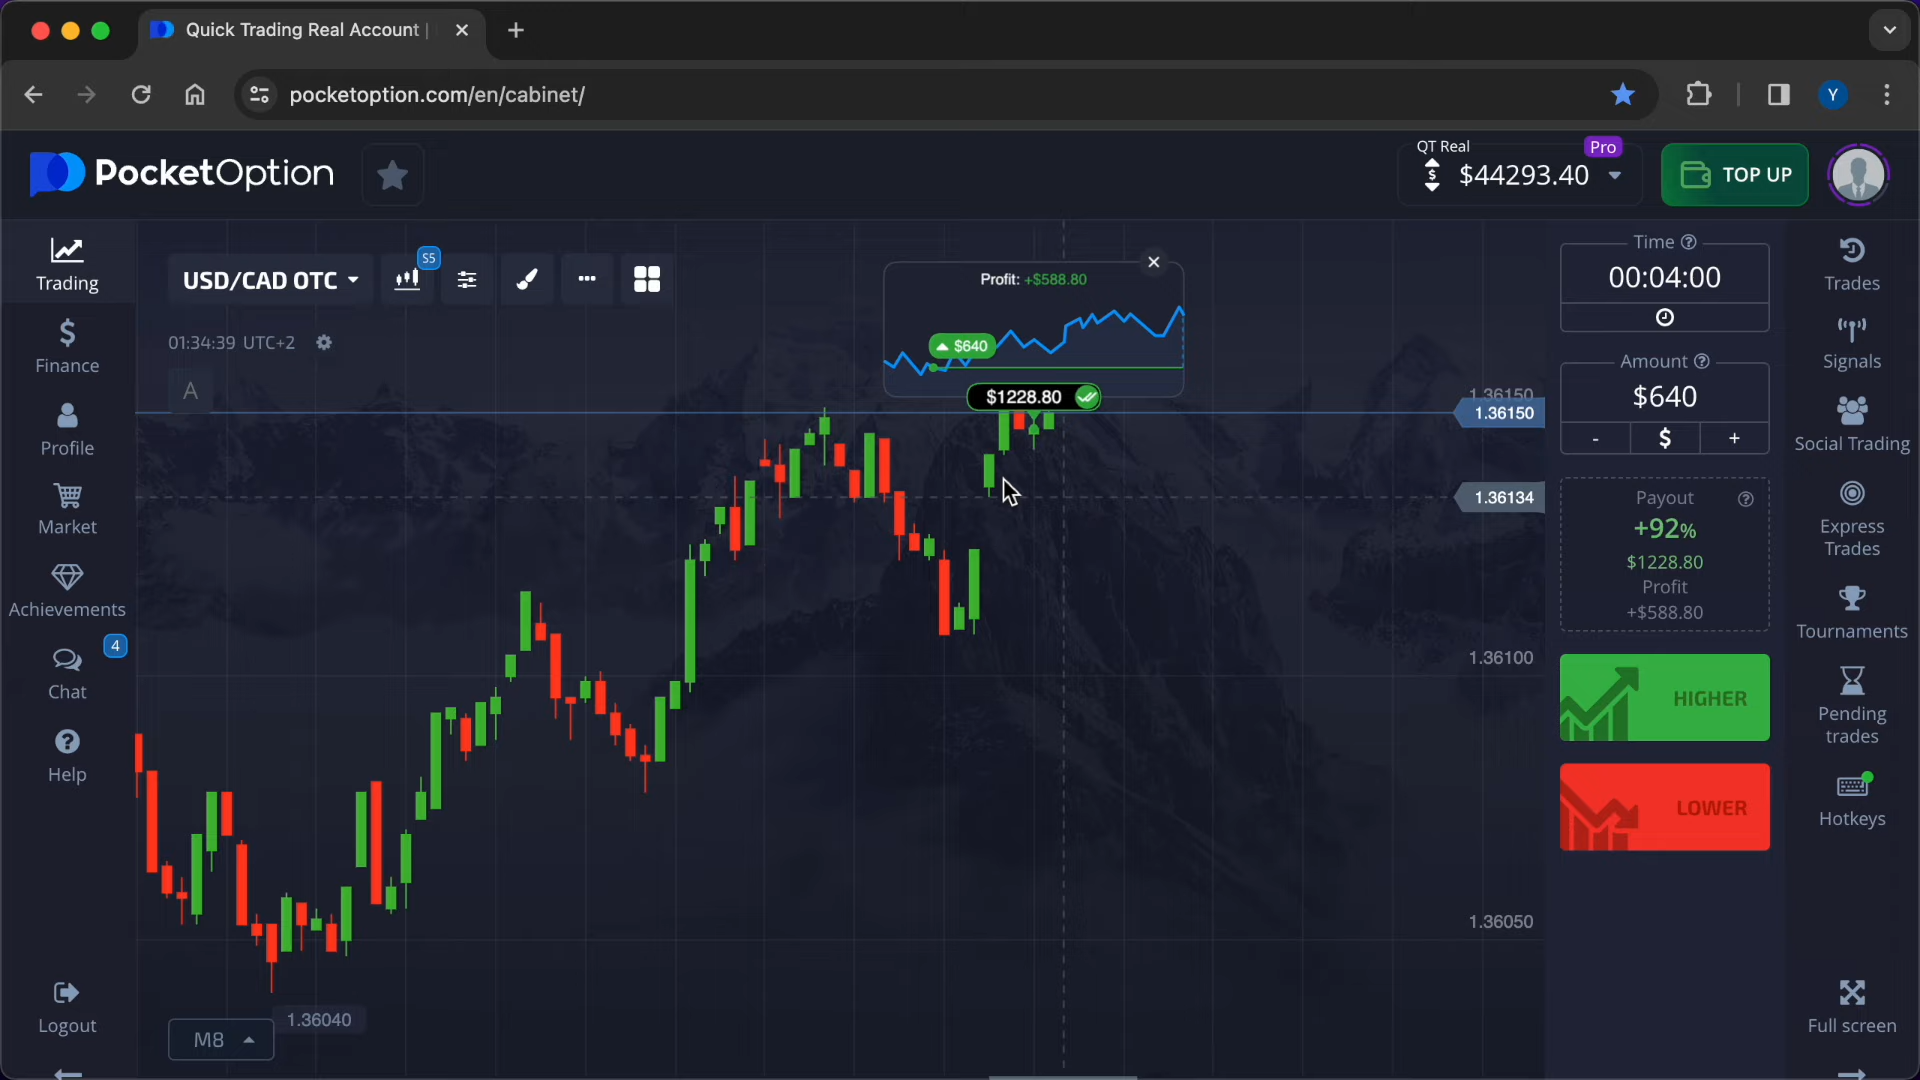 Quick Trading Real Account |
pocketoption.com/en/cabinet/
Y
PocketOption
QT Real
Pro
$
$44293.40
TOP UP
Trading
Finance
Profile
Market
Achievements
4
Chat
Help
Logout
USD/CAD OTC
S5
01:34:39 UTC+2
A
Profit: +$588.80
$640
$1228.80
1.36150
1.36150
1.36134
1.36100
1.36050
1.36040
M8
Time
00:04:00
Amount
$640
-
$
+
Payout
+92%
$1228.80
Profit
+$588.80
HIGHER
LOWER
Trades
Signals
Social Trading
Express
Trades
Tournaments
Pending
trades
Hotkeys
Full screen